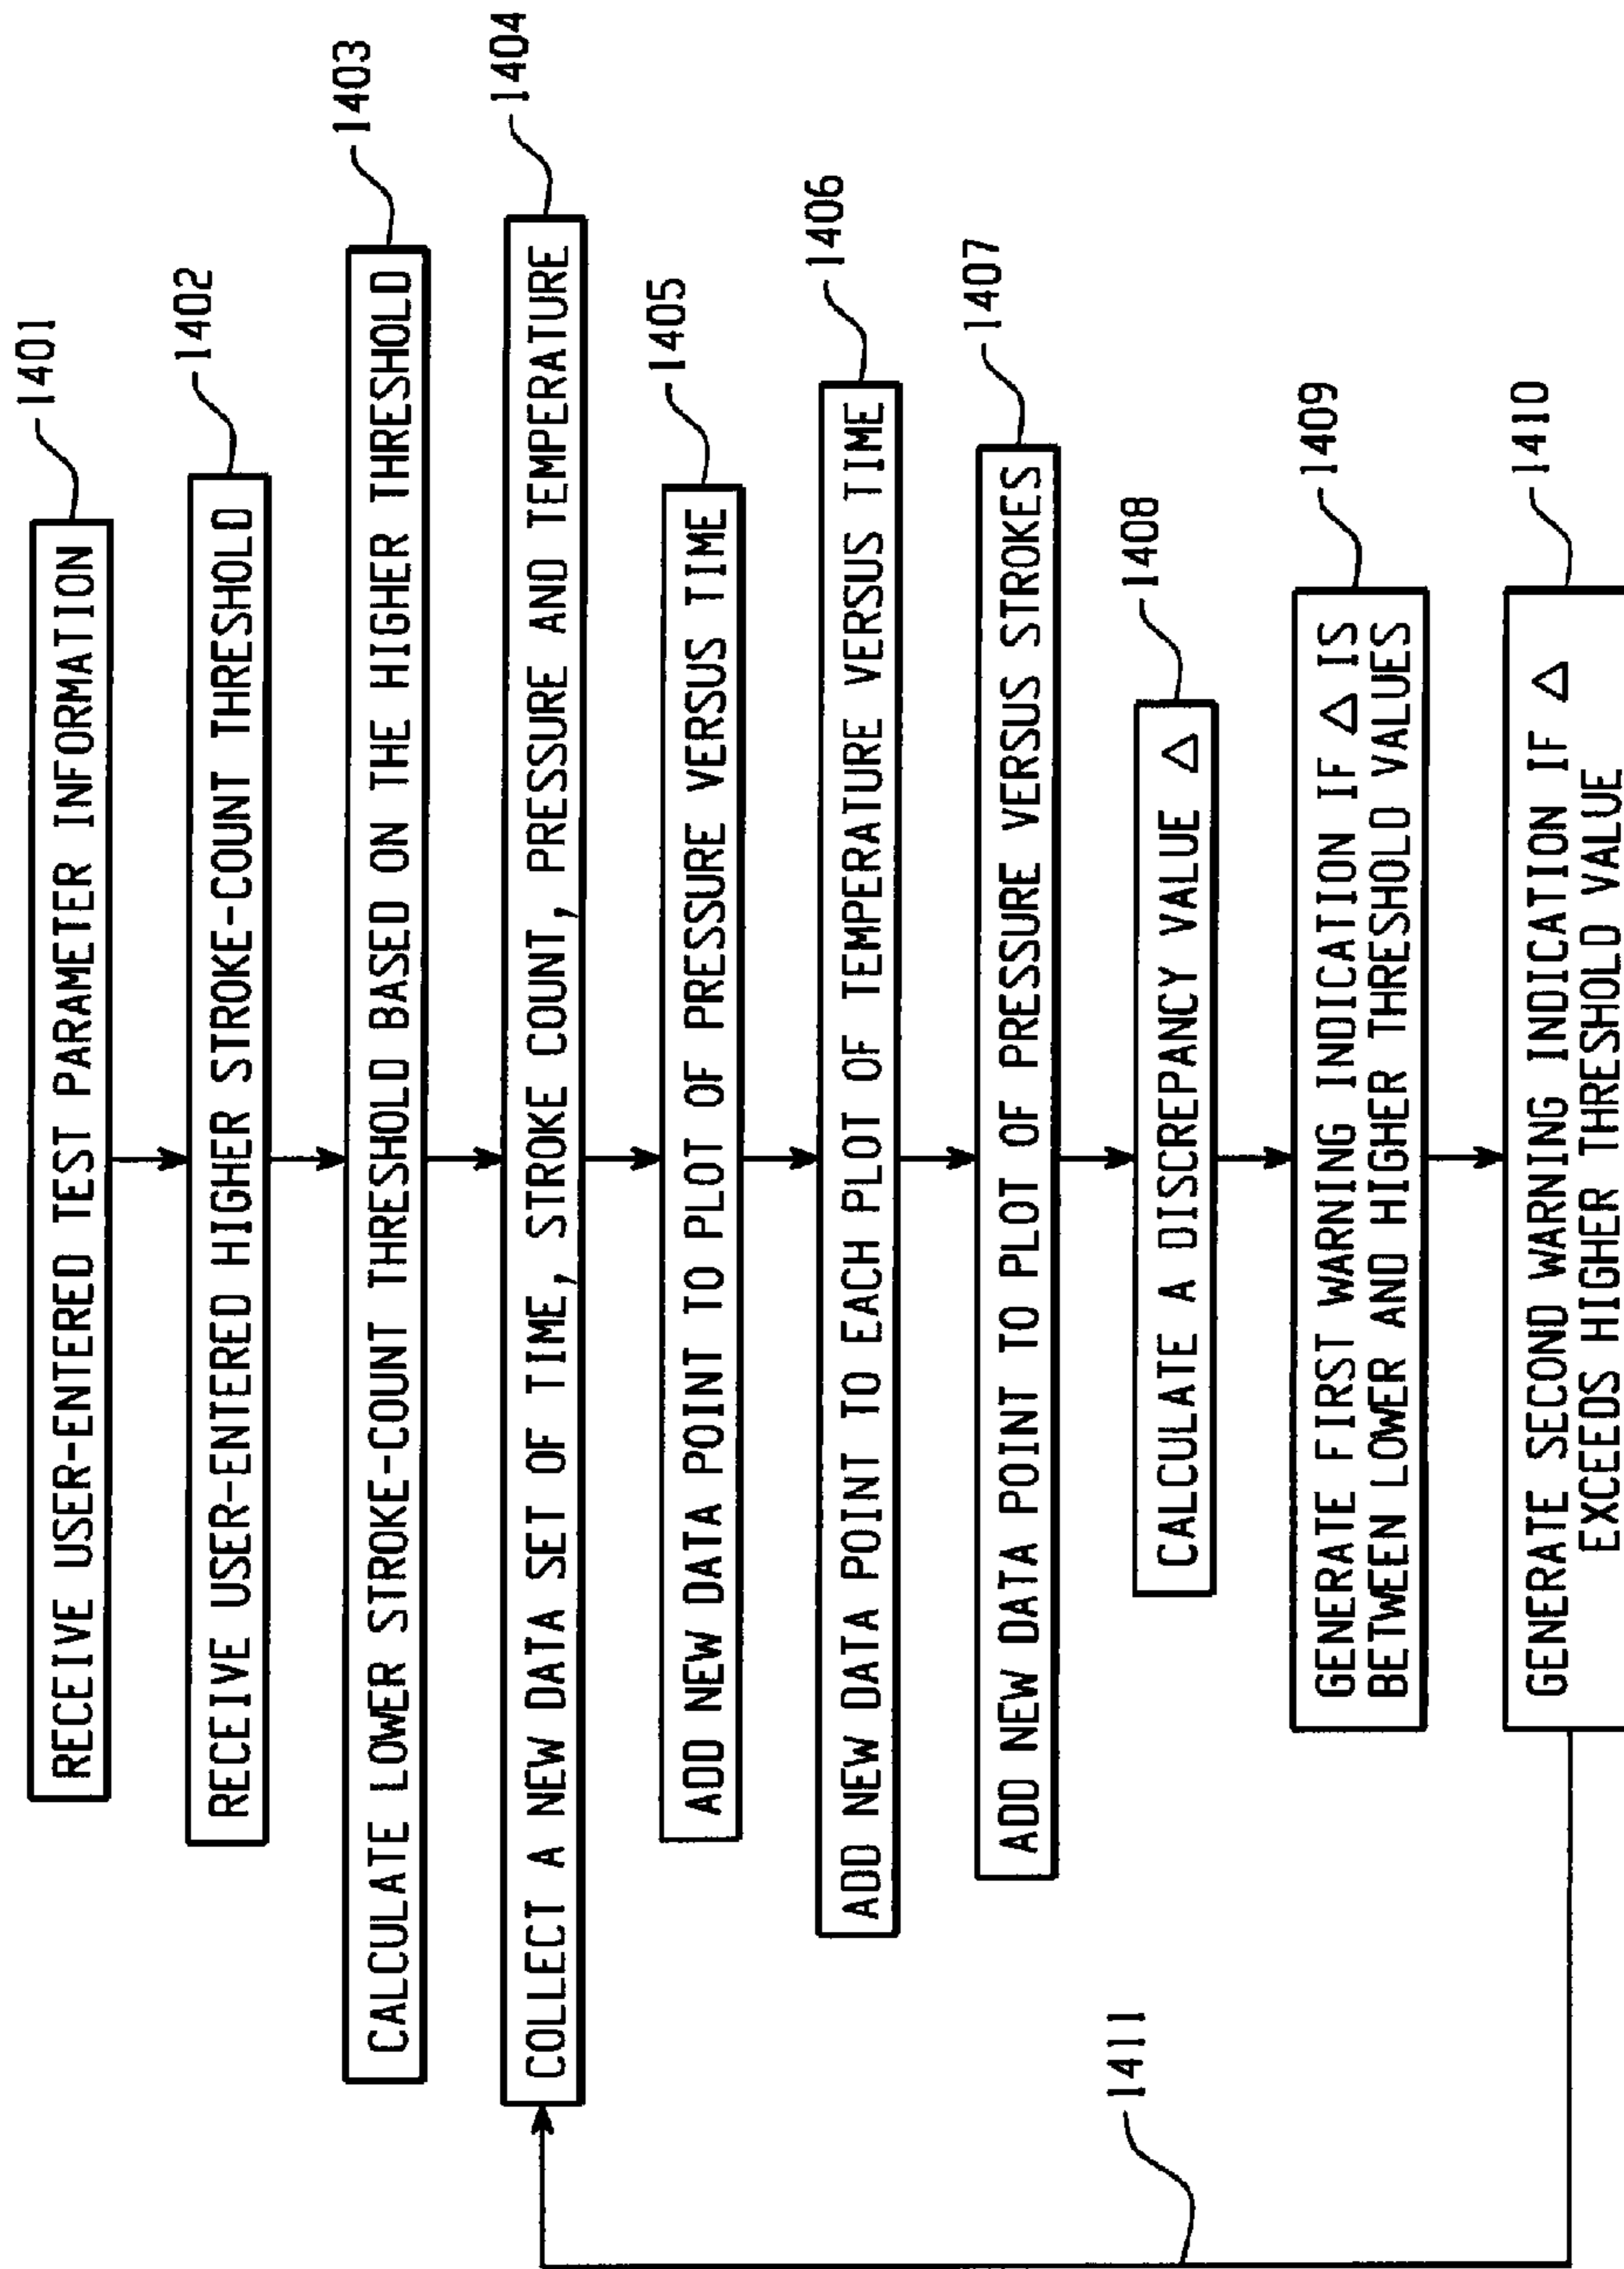 RECEIVE USER-ENTERED TEST PARAMETER INFORMATION
1401
RECEIVE USER-ENTERED HIGHER STROKE-COUNT THRESHOLD
1402
CALCULATE LOWER STROKE-COUNT THRESHOLD BASED ON THE HIGHER THRESHOLD
1403
COLLECT A NEW DATA SET OF TIME, STROKE COUNT, PRESSURE AND TEMPERATURE
1404
ADD NEW DATA POINT TO PLOT OF PRESSURE VERSUS TIME
1405
ADD NEW DATA POINT TO EACH PLOT OF TEMPERATURE VERSUS TIME
1406
ADD NEW DATA POINT TO PLOT OF PRESSURE VERSUS STROKES
1407
CALCULATE A DISCREPANCY VALUE Δ
1408
GENERATE FIRST WARNING INDICATION IF Δ IS
BETWEEN LOWER AND HIGHER THRESHOLD VALUES
1409
GENERATE SECOND WARNING INDICATION IF Δ
EXCEEDS HIGHER THRESHOLD VALUE
1410
1411